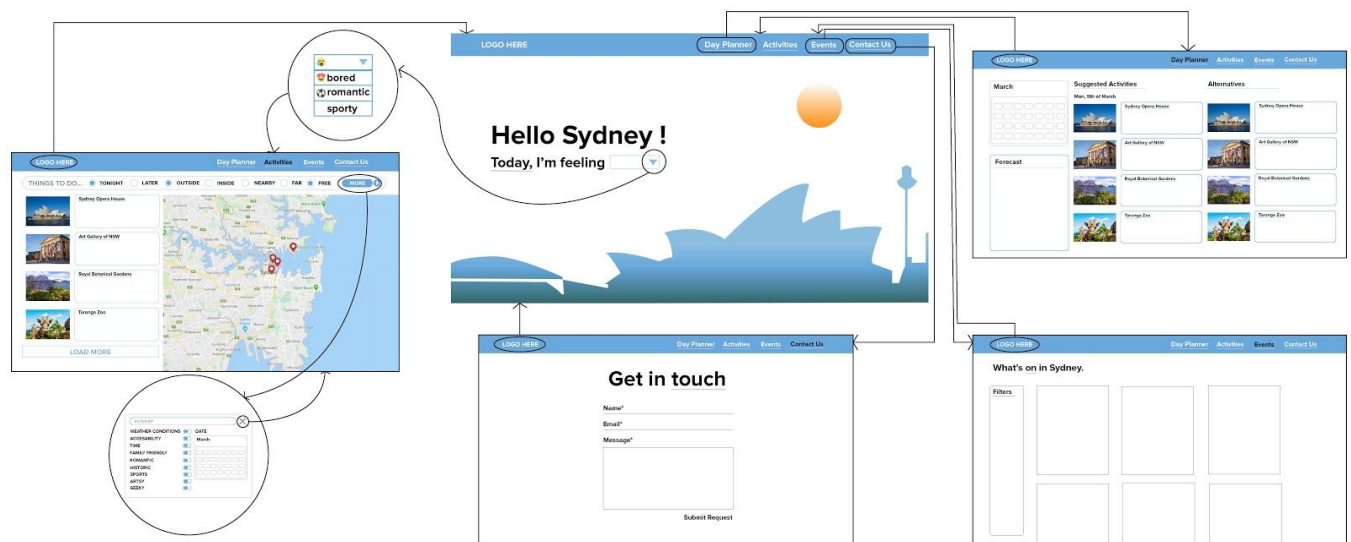 bored
romantic
sporty
LOGO HERE
Day Planner Activities Events Contact Us
Hello Sydney !
Today, I'm feeling
LOGO HERE
Day Planner Activities Events Contact Us
THINGS TO DO... TONIGHT LATER OUTSIDE INSIDE NEARBY FAR FREE MORE
Sydney Opera House
Art Gallery of NSW
Royal Botanical Gardens
Taronga Zoo
LOAD MORE
WEATHER CONDITIONS DATE
ACCESABILITY March
TIME
FAMILY FRIENDLY
ROMANTIC
HISTORIC
SPORTS
ARTSY
GEEKY
LOGO HERE
Day Planner Activities Events Contact Us
Get in touch
Name*
Email*
Message*
Submit Request
LOGO HERE
Day Planner Activities Events Contact Us
March
Forecast
Suggested Activities
Mon, 9th of March
Sydney Opera House
Art Gallery of NSW
Royal Botanical Gardens
Taronga Zoo
Alternatives
Sydney Opera House
Art Gallery of NSW
Royal Botanical Gardens
Taronga Zoo
LOGO HERE
Day Planner Activities Events Contact Us
What's on in Sydney.
Filters